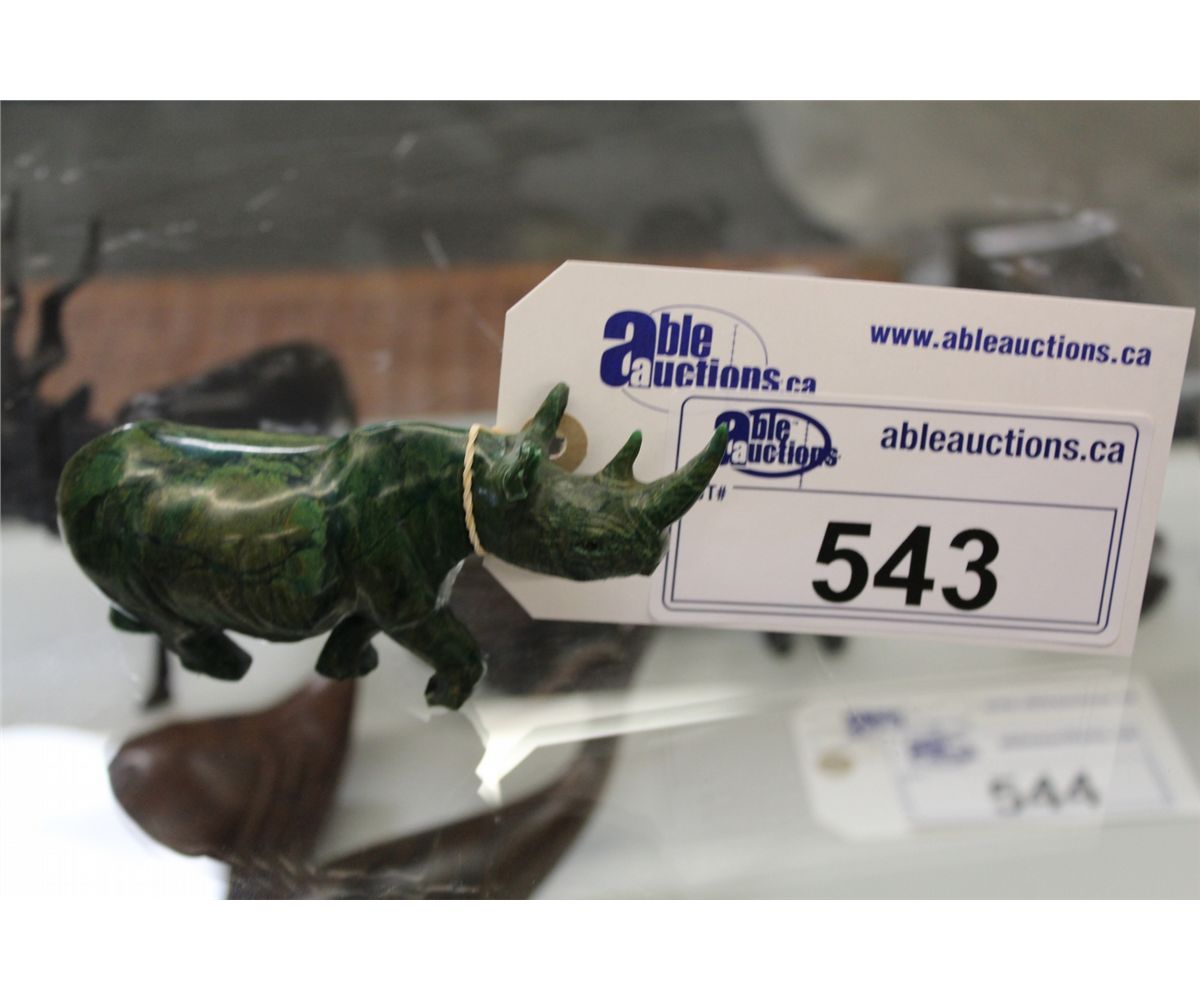 able
auctions.ca
www.ableauctions.ca
able
auctions
ableauctions.ca
543
544